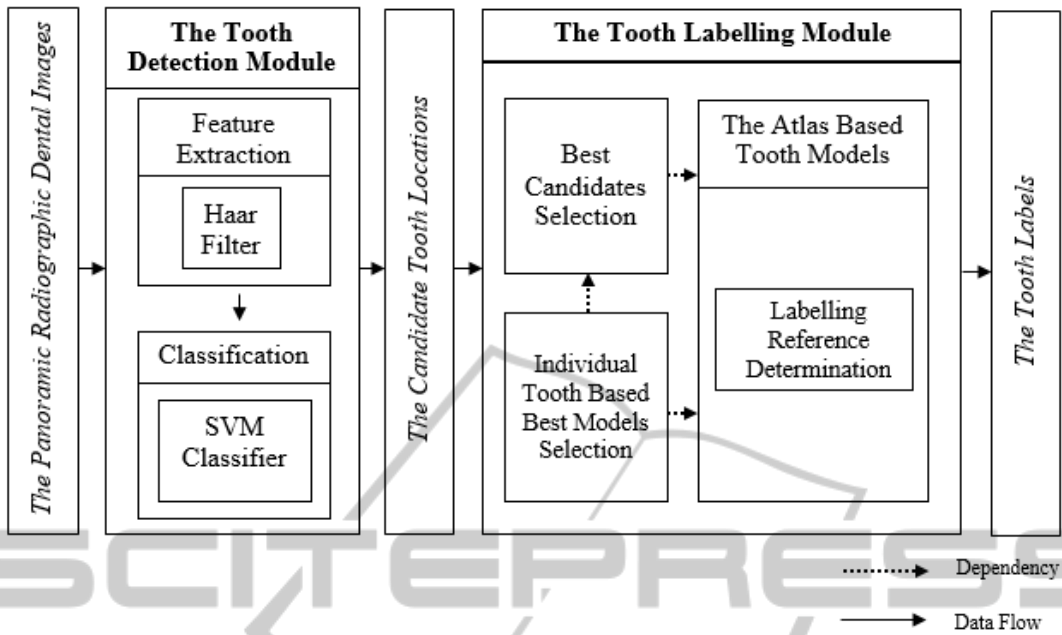 The Panoramic Radiographic Dental Images
The Tooth
Detection Module
Feature
Extraction
Haar
Filter
Classification
SVM
Classifier
The Candidate Tooth Locations
The Tooth Labelling Module
Best
Candidates
Selection
Individual
Tooth Based
Best Models
Selection
The Atlas Based
Tooth Models
Labelling
Reference
Determination
The Tooth Labels
SCITEPRESS
Dependency
Data Flow